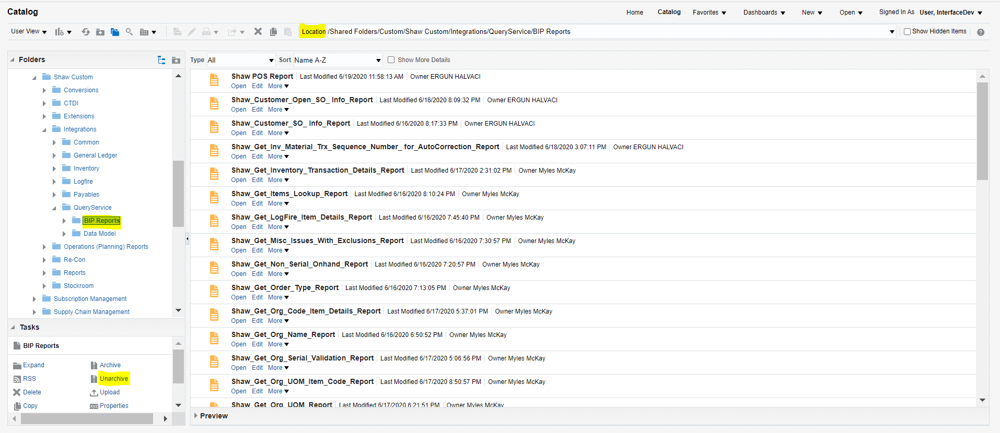 Catalog
Home Catalog Favorites Dashboards New Open Signed In As User, InterfaceDev
User View Location /Shared Folders/Custom/Shaw Custom/Integrations/QueryService/BIP Reports Show Hidden Items
Folders
Shaw Custom
Conversions
CTDI
Extensions
Integrations
Common
General Ledger
Inventory
Logfire
Payables
QueryService
BIP Reports
Data Model
Operations (Planning) Reports
Re-Con
Reports
Stockroom
Subscription Management
Supply Chain Management
Tasks
BIP Reports
Expand Archive
RSS Unarchive
Delete Upload
Copy xyz Properties
Type All Sort Name A-Z Show More Details
Shaw POS Report Last Modified 6/19/2020 11:58:13 AM Owner ERGUN HALVACI
Open Edit More
Shaw_Customer_Open_SO_ Info_Report Last Modified 6/16/2020 8:09:32 PM Owner ERGUN HALVACI
Open Edit More
Shaw_Customer_SO_ Info_Report Last Modified 6/16/2020 8:17:33 PM Owner ERGUN HALVACI
Open Edit More
Shaw_Get_Inv_Material_Trx_Sequence_Number_ for_AutoCorrection_Report Last Modified 6/18/2020 3:07:11 PM Owner ERGUN HALVACI
Open Edit More
Shaw_Get_Inventory_Transaction_Details_Report Last Modified 6/17/2020 2:31:02 PM Owner Myles McKay
Open Edit More
Shaw_Get_Items_Lookup_Report Last Modified 6/16/2020 8:10:24 PM Owner Myles McKay
Open Edit More
Shaw_Get_LogFire_Item_Details_Report Last Modified 6/16/2020 7:45:40 PM Owner Myles McKay
Open Edit More
Shaw_Get_Misc_Issues_With_Exclusions_Report Last Modified 6/16/2020 7:30:57 PM Owner Myles McKay
Open Edit More
Shaw_Get_Non_Serial_Onhand_Report Last Modified 6/16/2020 7:20:57 PM Owner Myles McKay
Open Edit More
Shaw_Get_Order_Type_Report Last Modified 6/16/2020 7:13:05 PM Owner Myles McKay
Open Edit More
Shaw_Get_Org_Code_Item_Details_Report Last Modified 6/17/2020 5:37:01 PM Owner Myles McKay
Open Edit More
Shaw_Get_Org_Name_Report Last Modified 6/16/2020 6:50:52 PM Owner Myles McKay
Open Edit More
Shaw_Get_Org_Serial_Validation_Report Last Modified 6/17/2020 5:06:56 PM Owner Myles McKay
Open Edit More
Shaw_Get_Org_UOM_Item_Code_Report Last Modified 6/17/2020 8:50:57 PM Owner Myles McKay
Open Edit More
Shaw_Get_Org_UOM_Report Last Modified 6/17/2020 6:21:51 PM Owner Myles McKay
Preview